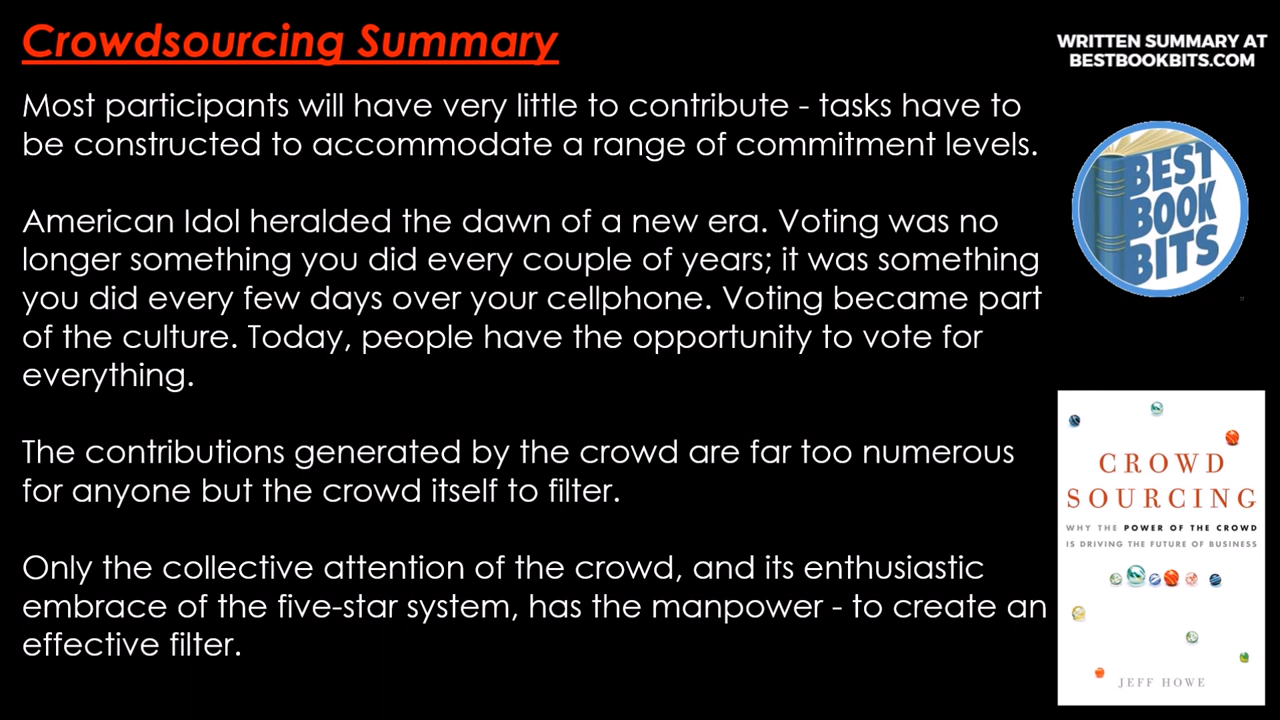 Crowdsourcing Summary
WRITTEN SUMMARY AT
BESTBOOKBITS.COM
Most participants will have very little to contribute - tasks have to
be constructed to accommodate a range of commitment levels.
American Idol heralded the dawn of a new era. Voting was no
longer something you did every couple of years; it was something
you did every few days over your cellphone. Voting became part
of the culture. Today, people have the opportunity to vote for
everything.
The contributions generated by the crowd are far too numerous
for anyone but the crowd itself to filter.
Only the collective attention of the crowd, and its enthusiastic
embrace of the five-star system, has the manpower - to create an
effective filter.
BEST
BOOK
BITS
CROWD
SOURCING
WHY THE POWER OF THE CROWD
IS DRIVING THE FUTURE OF BUSINESS
JEFF HOWE